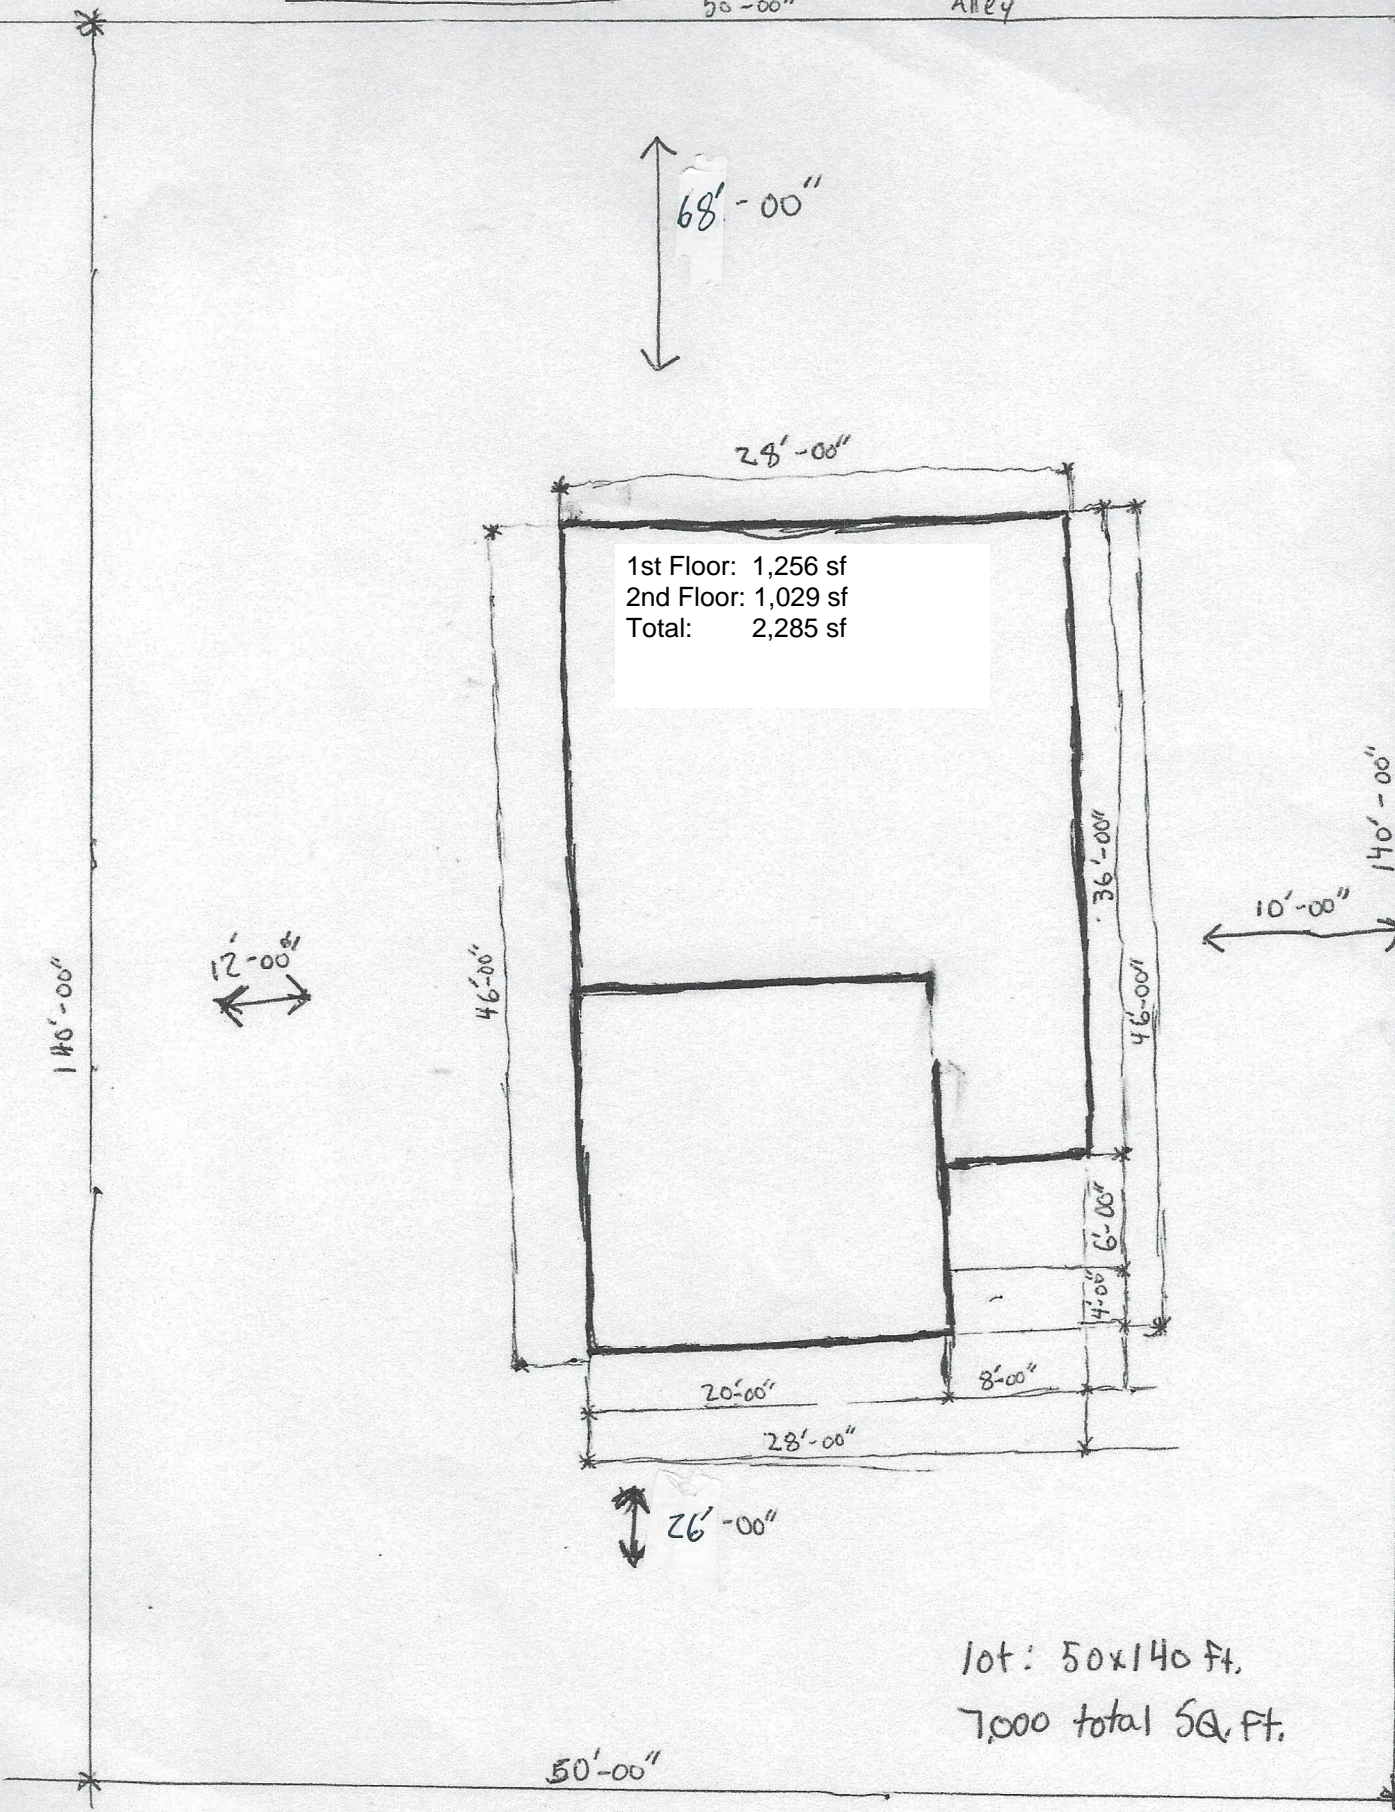 50'-00" Alley
68'-00"
28'-00"
1st Floor: 1,256 sf
2nd Floor: 1,029 sf
Total: 2,285 sf
36'-00"
140'-00"
10'-00"
12'-00"
46'-00"
46'-00"
140'-00"
6'-00"
4'-00"
20'-00"
8'-00"
28'-00"
26'-00"
lot: 50x140 Ft.
7,000 total SQ. Ft.
50'-00"